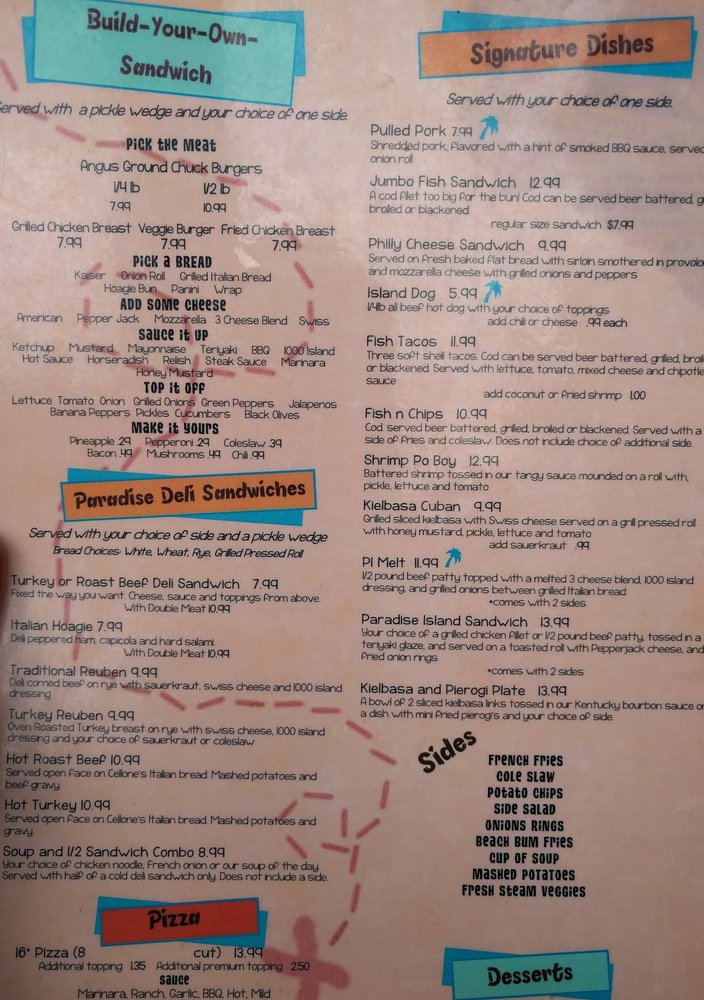 Build-Your-Own-
Sandwich
Served with a pickle wedge and your choice of one side.
Pick the Meat
Angus Ground Chuck Burgers
1/4 lb 1/2 lb
7.99 10.99
Grilled Chicken Breast Veggie Burger Fried Chicken Breast
7.99 7.99 7.99
Pick a BREAD
Kaiser Onion Roll Grilled Italian Bread
Hoagie Bun Panini Wrap
ADD SOME CHEESE
American Pepper Jack Mozzarella 3 Cheese Blend Swiss
Sauce it UP
Ketchup Mustard Mayonnaise Teriyaki BBQ 1000 Island
Hot Sauce Horseradish Relish Steak Sauce Marinara
Honey Mustard
TOP it OFF
Lettuce Tomato Onion Grilled Onions Green Peppers Jalapenos
Banana Peppers Pickles Cucumbers Black Olives
Make it YOURS
Pineapple .29 Pepperoni .29 Coleslaw .39
Bacon .49 Mushrooms .49 Chili .99
Paradise Deli Sandwiches
Served with your choice of side and a pickle wedge
Bread Choices: White, Wheat, Rye, Grilled Pressed Roll
Turkey or Roast Beef Deli Sandwich 7.99
Fixed the way you want. Cheese, sauce and toppings from above.
With Double Meat 10.99
Italian Hoagie 7.99
Deli peppered ham, capicola and hard salami.
With Double Meat 10.99
Traditional Reuben 9.99
Deli corned beef on rye with sauerkraut, swiss cheese and 1000 island
dressing
Turkey Reuben 9.99
Oven Roasted Turkey breast on rye with swiss cheese, 1000 island
dressing and your choice of sauerkraut or coleslaw
Hot Roast Beef 10.99
Served open face on Cellone's Italian bread. Mashed potatoes and
beef gravy.
Hot Turkey 10.99
Served open face on Cellone's Italian bread. Mashed potatoes and
gravy.
Soup and 1/2 Sandwich Combo 8.99
Your choice of chicken noodle, French onion or our soup of the day.
Served with half of a cold deli sandwich only. Does not include a side.
Pizza
16" Pizza (8 cut) 13.99
Additional topping 1.35 Additional premium topping 2.50
Sauce
Marinara, Ranch, Garlic, BBQ, Hot, Mild
Signature Dishes
Served with your choice of one side.
Pulled Pork 7.99
Shredded pork, flavored with a hint of smoked BBQ sauce, served
onion roll
Jumbo Fish Sandwich 12.99
A cod filet too big for the bun! Cod can be served beer battered,
broiled or blackened.
regular size sandwich $7.99
Philly Cheese Sandwich 9.99
Served on fresh baked flat bread with sirloin smothered in
and mozzarella cheese with grilled onions and peppers
Island Dog 5.99
1/4lb all beef hot dog with your choice of toppings
add chili or cheese .99 each
Fish Tacos 11.99
Three soft shell tacos. Cod can be served beer battered, grilled,
or blackened. Served with lettuce, tomato, mixed cheese and chipotle
sauce
add coconut or fried shrimp 1.00
Fish n Chips 10.99
Cod, served beer battered, grilled, broiled or blackened. Served with a
side of fries and coleslaw. Does not include choice of additional side.
Shrimp Po Boy 12.99
Battered shrimp tossed in our tangy sauce mounded on a roll with,
pickle, lettuce and tomato
Kielbasa Cuban 9.99
Grilled sliced kielbasa with Swiss cheese served on a grill pressed roll
with honey mustard, pickle, lettuce and tomato
add sauerkraut .99
PI Melt 11.99
1/2 pound beef patty topped with a melted 3 cheese blend, 1000 island
dressing, and grilled onions between grilled Italian bread
*comes with 2 sides
Paradise Island Sandwich 13.99
Your choice of a grilled chicken fillet or 1/2 pound beef patty, tossed in a
teriyaki glaze, and served on a toasted roll with Pepperjack cheese, and
fried onion rings
*comes with 2 sides
Kielbasa and Pierogi Plate 13.99
A bowl of 2 sliced kielbasa links tossed in our Kentucky bourbon sauce
a dish with mini fried pierogi's and your choice of side.
Sides
FRENCH FRIES
COLE SLAW
POTATO CHIPS
SIDE SALAD
ONIONS RINGS
BEACH BUM FRIES
CUP OF SOUP
MASHED POTATOES
FRESH STEAM VEGGIES
Desserts